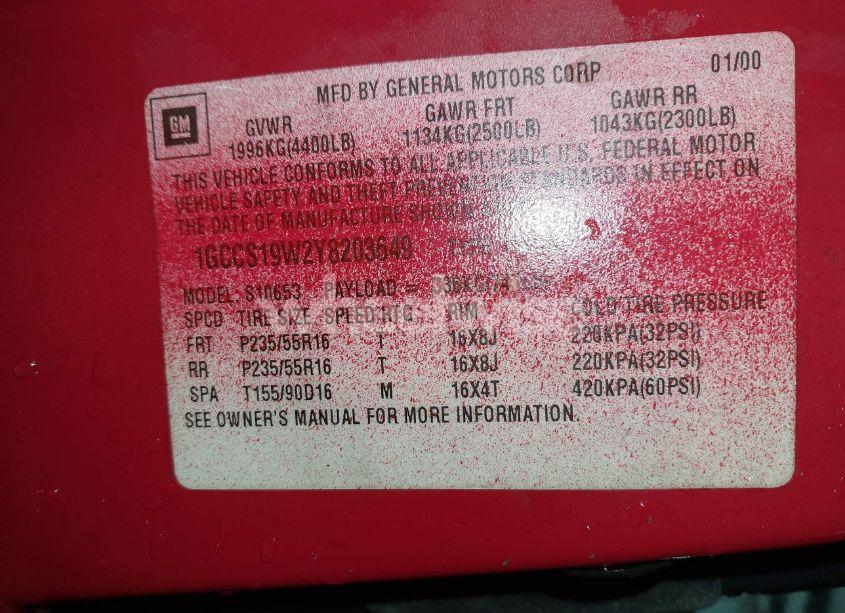 MFD BY GENERAL MOTORS CORP 01/00
GM
GVWR GAWR FRT GAWR RR
1996KG(4400LB) 1134KG(2500LB) 1043KG(2300LB)
THIS VEHICLE CONFORMS TO ALL APPLICABLE U.S. FEDERAL MOTOR
VEHICLE SAFETY AND THEFT PREVENTION STANDARDS IN EFFECT ON
THE DATE OF MANUFACTURE SHOWN
1GCCS19W2Y8203649
MODEL: S10653 PAYLOAD =
SPCD TIRE SIZE SPEED RTG RIM COLD TIRE PRESSURE
FRT P235/55R16 T 16X8J 220KPA(32PSI)
RR P235/55R16 T 16X8J 220KPA(32PSI)
SPA T155/90D16 M 16X4T 420KPA(60PSI)
SEE OWNER'S MANUAL FOR MORE INFORMATION.